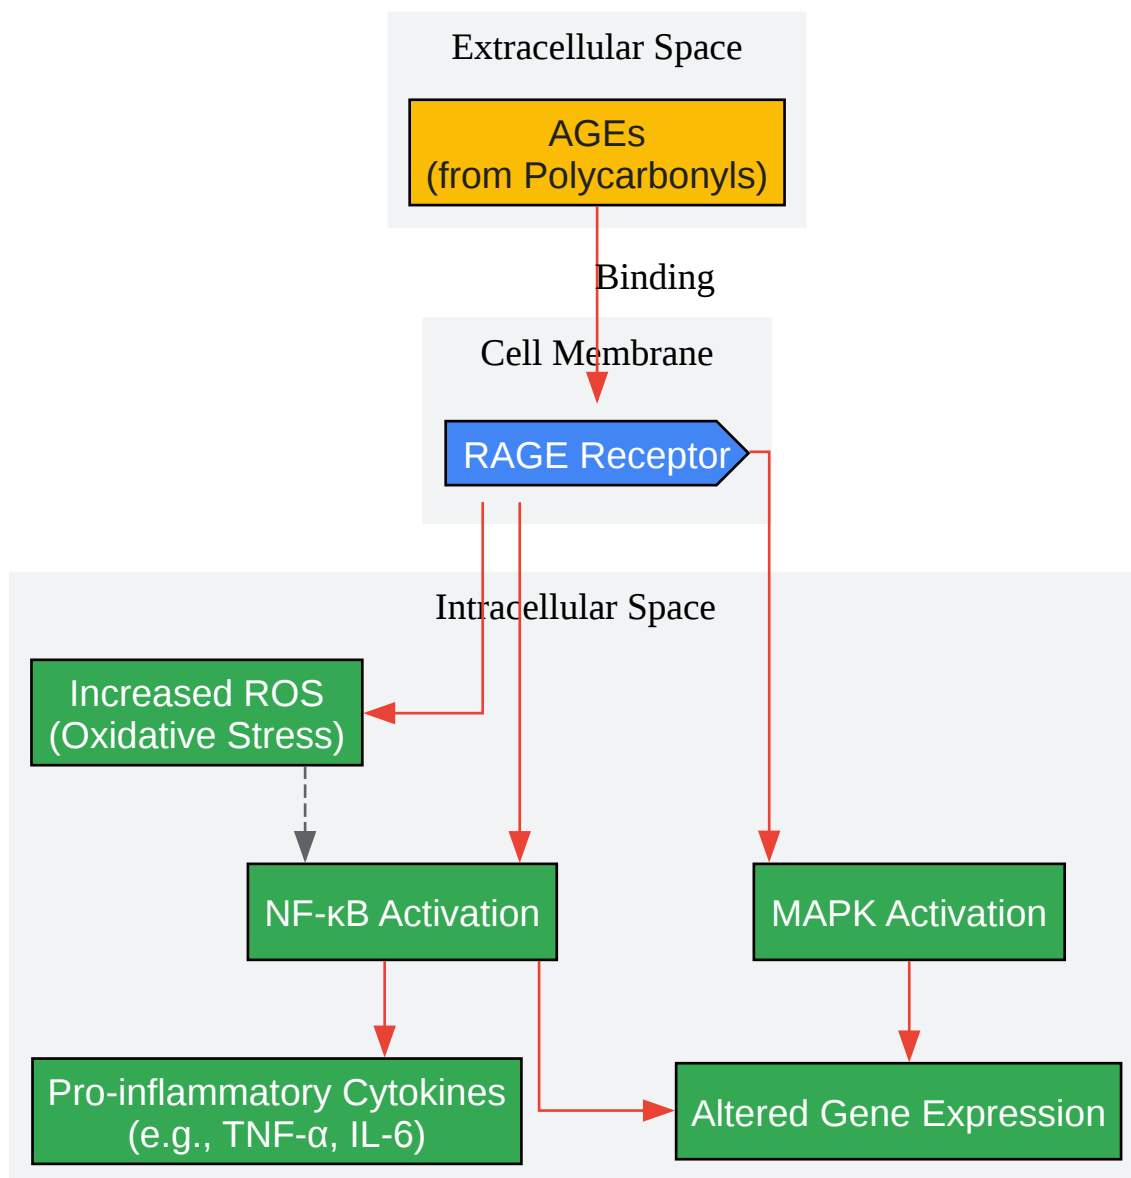 Extracellular Space
AGEs
(from Polycarbonyls)
Binding
Cell Membrane
RAGE Receptor
Intracellular Space
Increased ROS
(Oxidative Stress)
NF-κB Activation
MAPK Activation
Pro-inflammatory Cytokines
(e.g., TNF-α, IL-6)
Altered Gene Expression